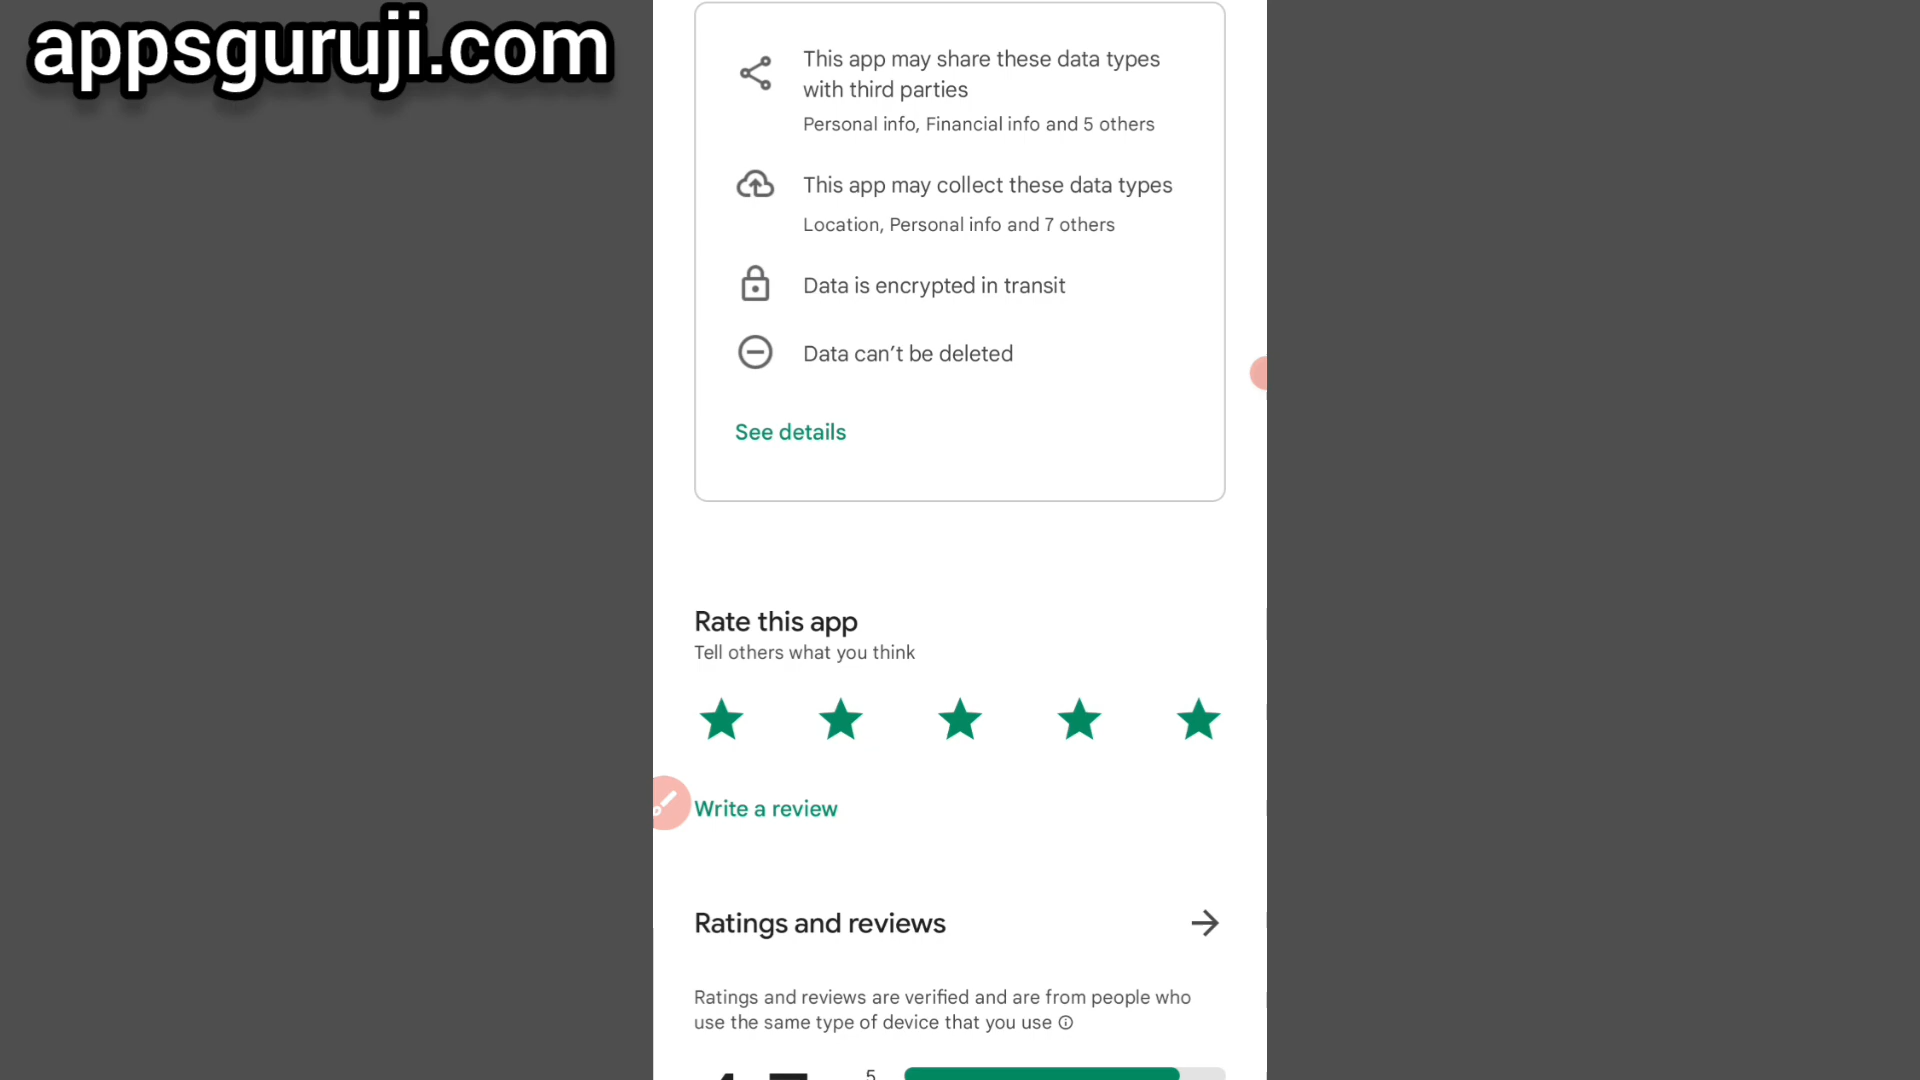 appsguruji.com
This app may share these data types
with third parties
Personal info, Financial info and 5 others
This app may collect these data types
Location, Personal info and 7 others
Data is encrypted in transit
Data can’t be deleted
See details
Rate this app
Tell others what you think
Write a review
Ratings and reviews
Ratings and reviews are verified and are from people who
use the same type of device that you use
5